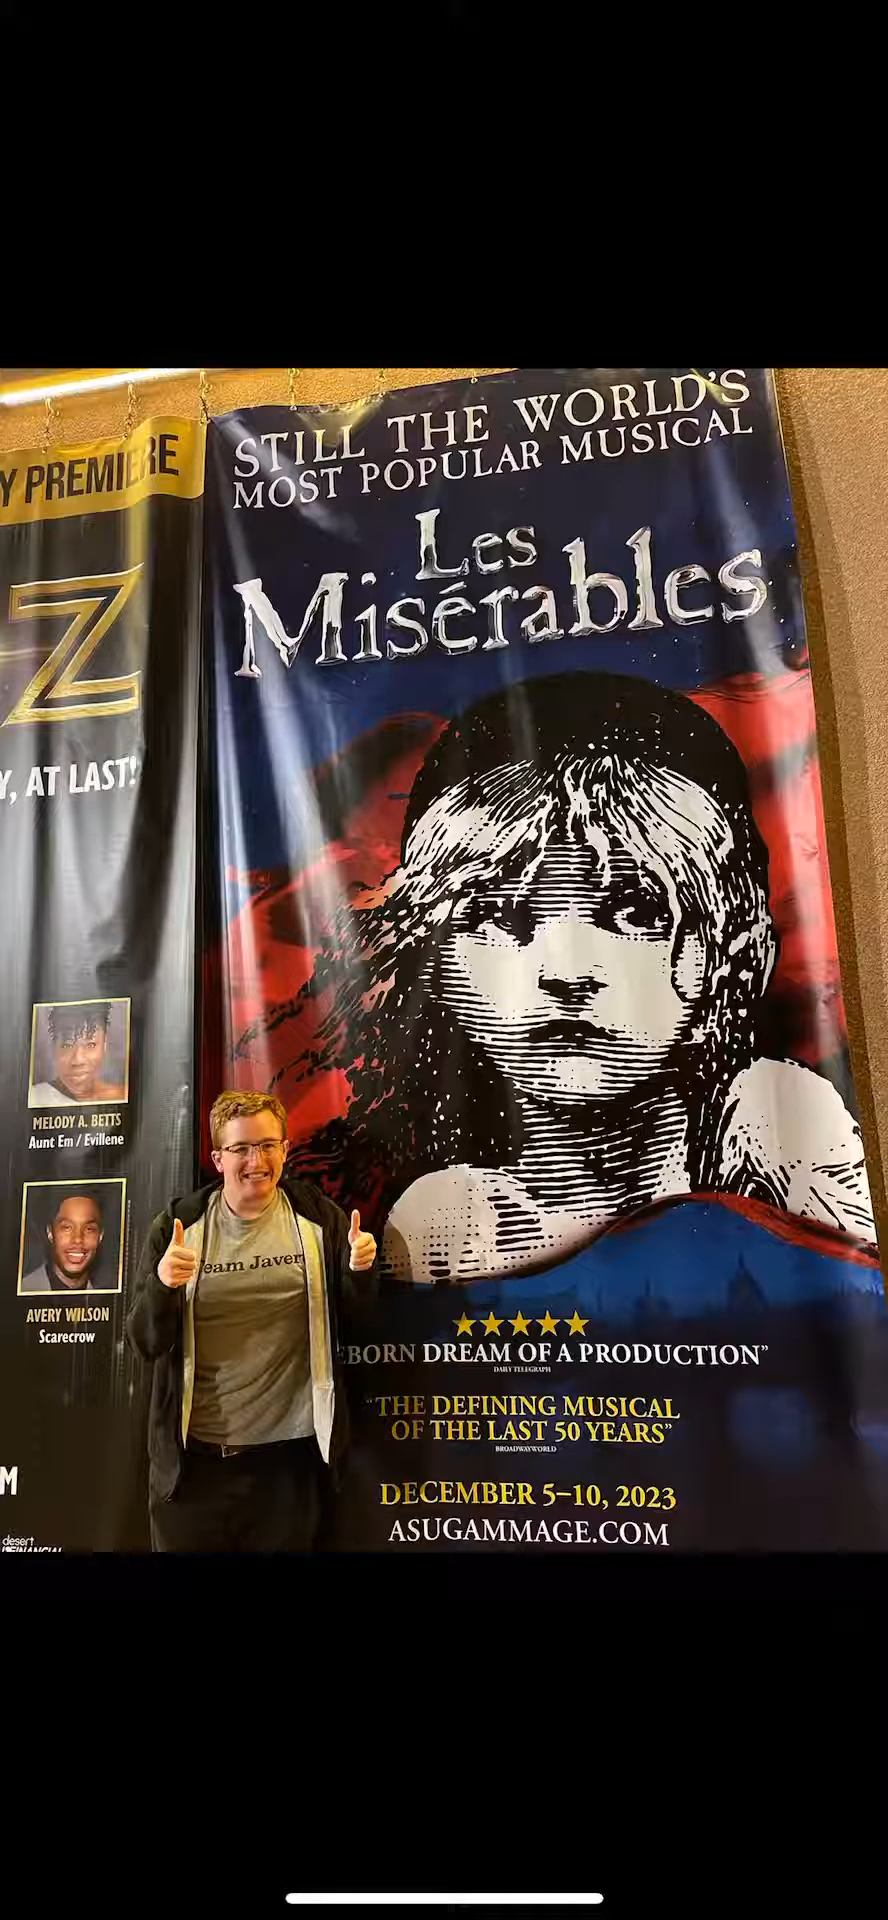 Y PREMIERE
Z
Y, AT LAST!
MELODY A. BETTS
Aunt Em / Evillene
AVERY WILSON
Scarecrow
M
desert
FINANCIAL
STILL THE WORLD'S
MOST POPULAR MUSICAL
Les
Misérables
eam Javer
★★★★★
EBORN DREAM OF A PRODUCTION"
DAILY TELEGRAPH
"THE DEFINING MUSICAL
OF THE LAST 50 YEARS"
BROADWAYWORLD
DECEMBER 5–10, 2023
ASUGAMMAGE.COM